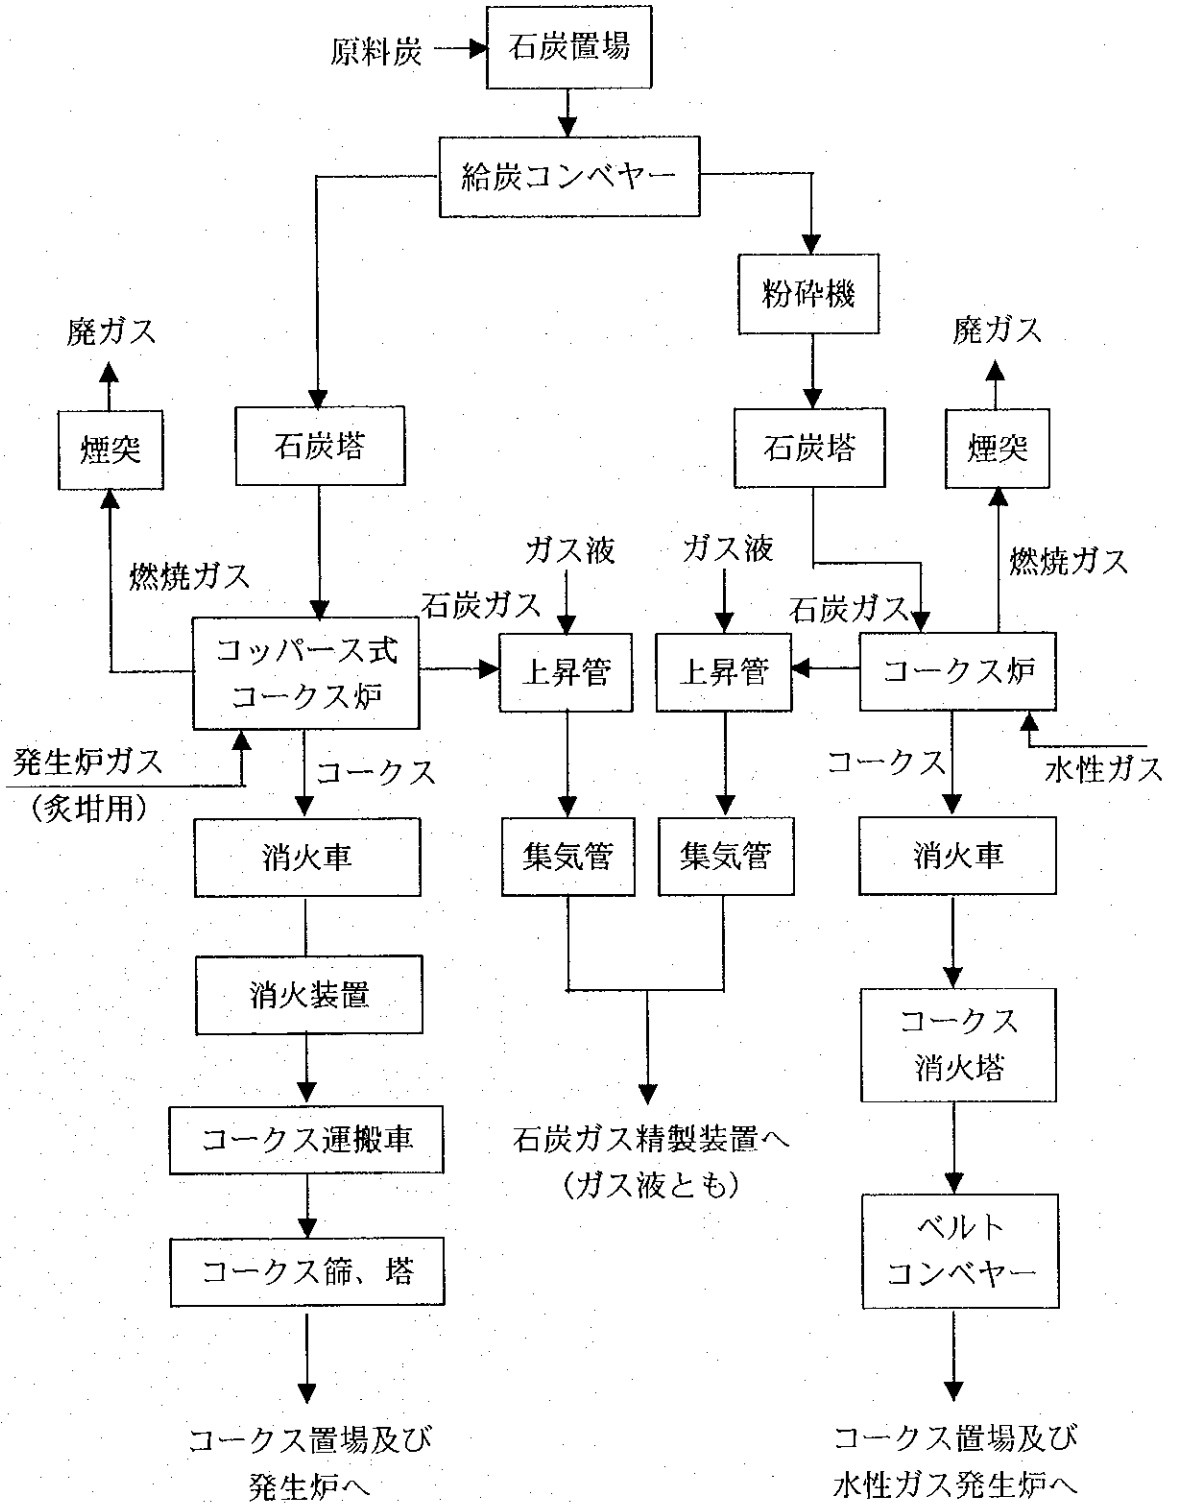 原料炭
石炭置場
給炭コンベヤー
粉砕機
廃ガス
廃ガス
煙突
石炭塔
石炭塔
煙突
ガス液
ガス液
燃焼ガス
燃焼ガス
石炭ガス
石炭ガス
コッパース式
コークス炉
上昇管
上昇管
コークス炉
発生炉ガス
(炙坩用)
コークス
コークス
水性ガス
消火車
集気管
集気管
消火車
消火装置
コークス
消火塔
コークス運搬車
石炭ガス精製装置へ
(ガス液とも)
コークス篩、塔
ベルト
コンベヤー
コークス置場及び
発生炉へ
コークス置場及び
水性ガス発生炉へ